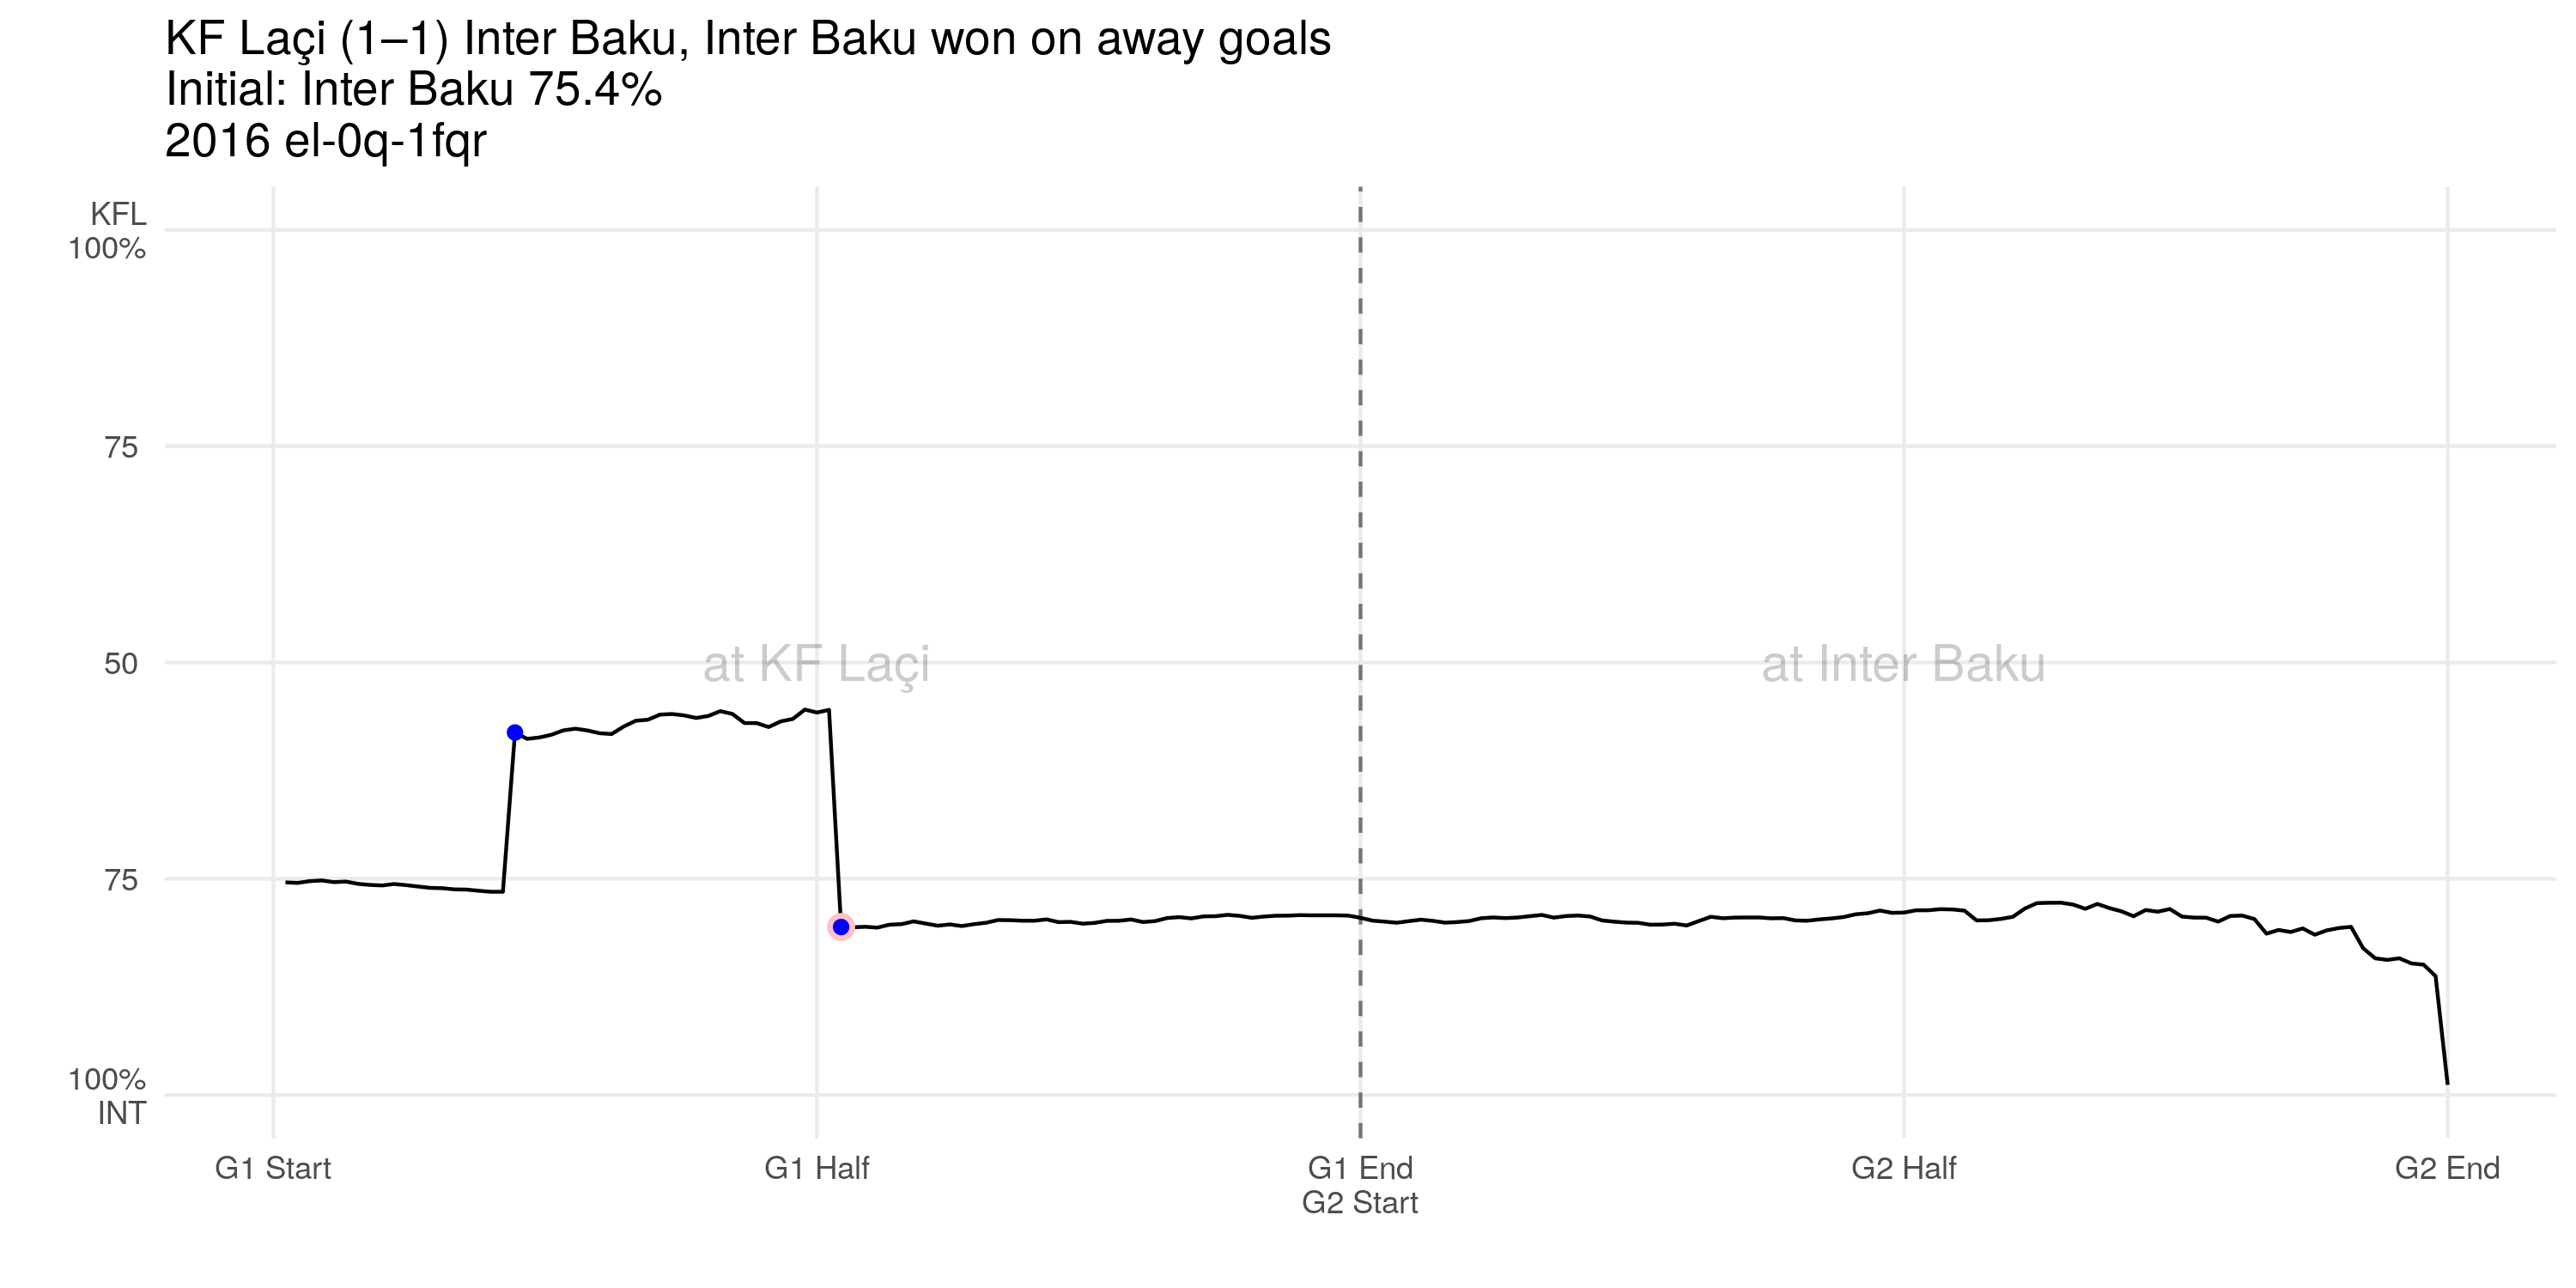 KF Laçi (1–1) Inter Baku, Inter Baku won on away goals
Initial: Inter Baku 75.4%
2016 el-0q-1fqr
KFL
100%
75
50
75
100%
INT
at KF Laçi
at Inter Baku
G1 Start
G1 Half
G1 End
G2 Start
G2 Half
G2 End